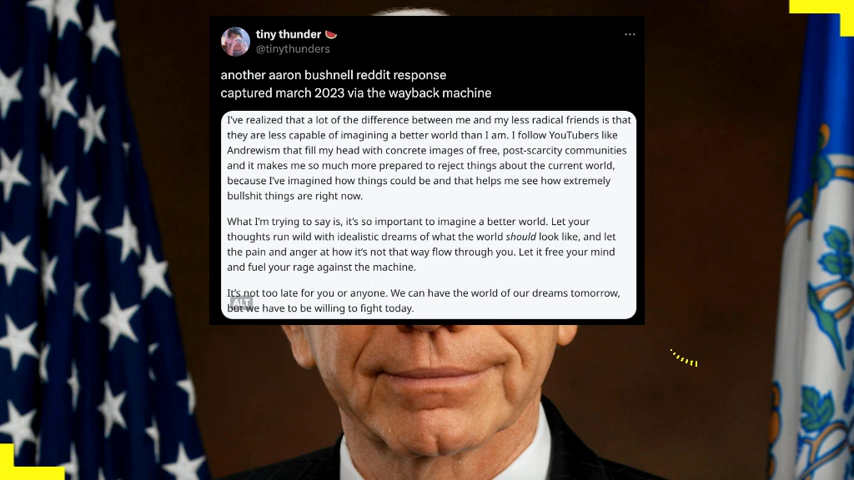 tiny thunder 🍉
@tinythunders
another aaron bushnell reddit response
captured march 2023 via the wayback machine
I've realized that a lot of the difference between me and my less radical friends is that
they are less capable of imagining a better world than I am. I follow YouTubers like
Andrewism that fill my head with concrete images of free, post-scarcity communities
and it makes me so much more prepared to reject things about the current world,
because I've imagined how things could be and that helps me see how extremely
bullshit things are right now.
What I'm trying to say is, it's so important to imagine a better world. Let your
thoughts run wild with idealistic dreams of what the world should look like, and let
the pain and anger at how it's not that way flow through you. Let it free your mind
and fuel your rage against the machine.
It's not too late for you or anyone. We can have the world of our dreams tomorrow,
ALT
but we have to be willing to fight today.